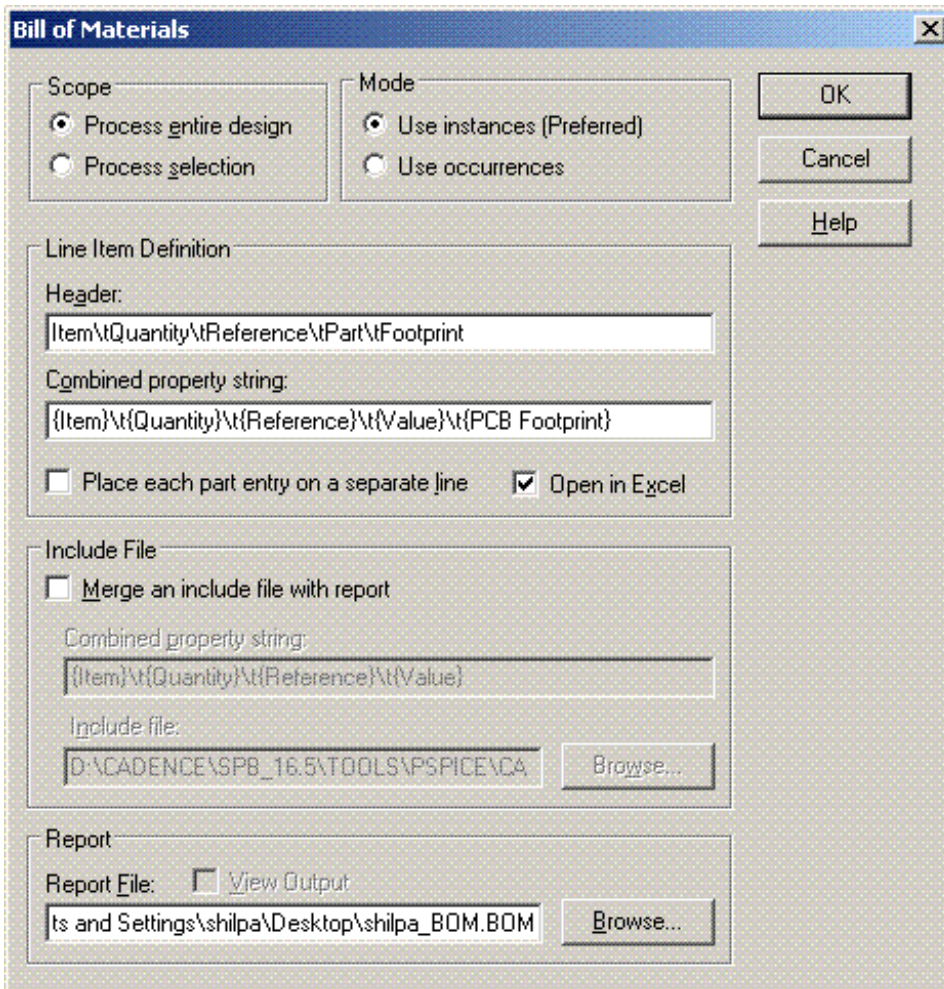 Bill of Materials
Scope
Process entire design
Process selection
Mode
Use instances (Preferred)
Use occurrences
OK
Cancel
Help
Line Item Definition
Header:
Item\tQuantity\tReference\tPart\tFootprint
Combined property string:
{Item}\t{Quantity}\t{Reference}\t{Value}\t{PCB Footprint}
Place each part entry on a separate line
Open in Excel
Include File
Merge an include file with report
Combined property string:
{Item}\t{Quantity}\t{Reference}\t{Value}
Include file:
D:\CADENCE\SPB_16.5\TOOLS\PSPICE\CA
Browse...
Report
Report File:
View Output
ts and Settings\shilpa\Desktop\shilpa_BOM.BOM
Browse...